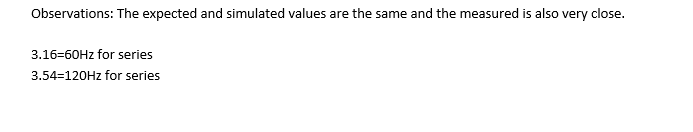 Observations: The expected and simulated values are the same and the measured is also very close.
3.16=60Hz for series
3.54=120Hz for series